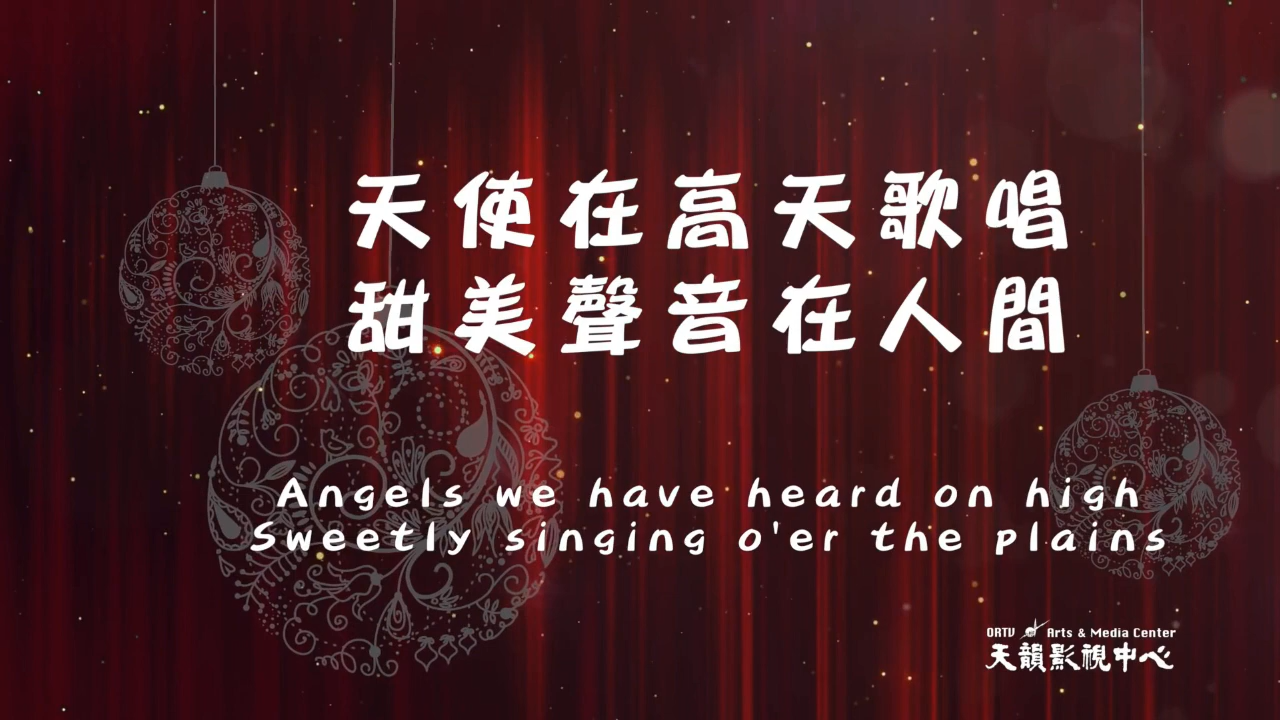 天使在高天歌唱
甜美聲音在人間
Angels we have heard on high
Sweetly singing o'er the plains
ORTV Arts & Media Center
天韻影視中心